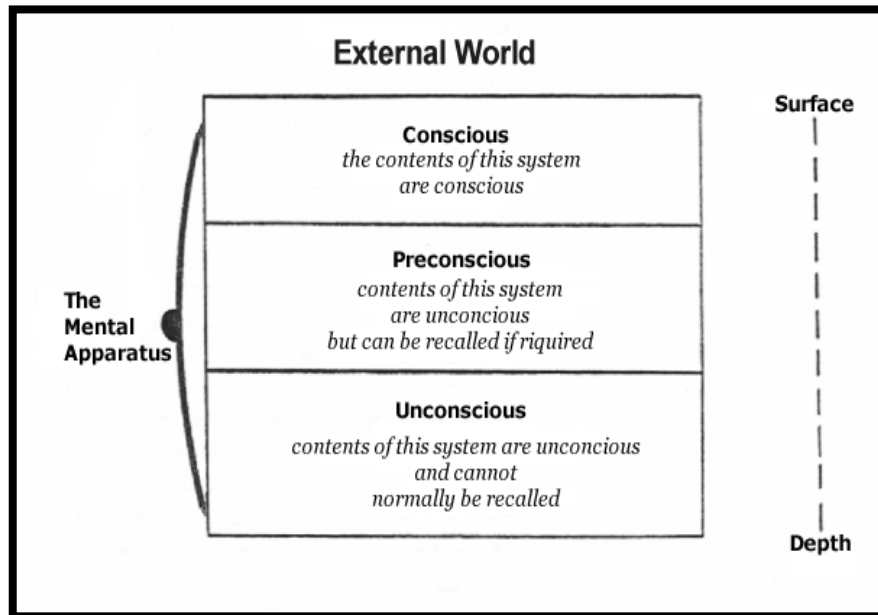 External World
Surface
Conscious
the contents of this system
are conscious
Preconscious
contents of this system
are unconcious
but can be recalled if riquired
The
Mental
Apparatus
Unconscious
contents of this system are unconcious
and cannot
normally be recalled
Depth